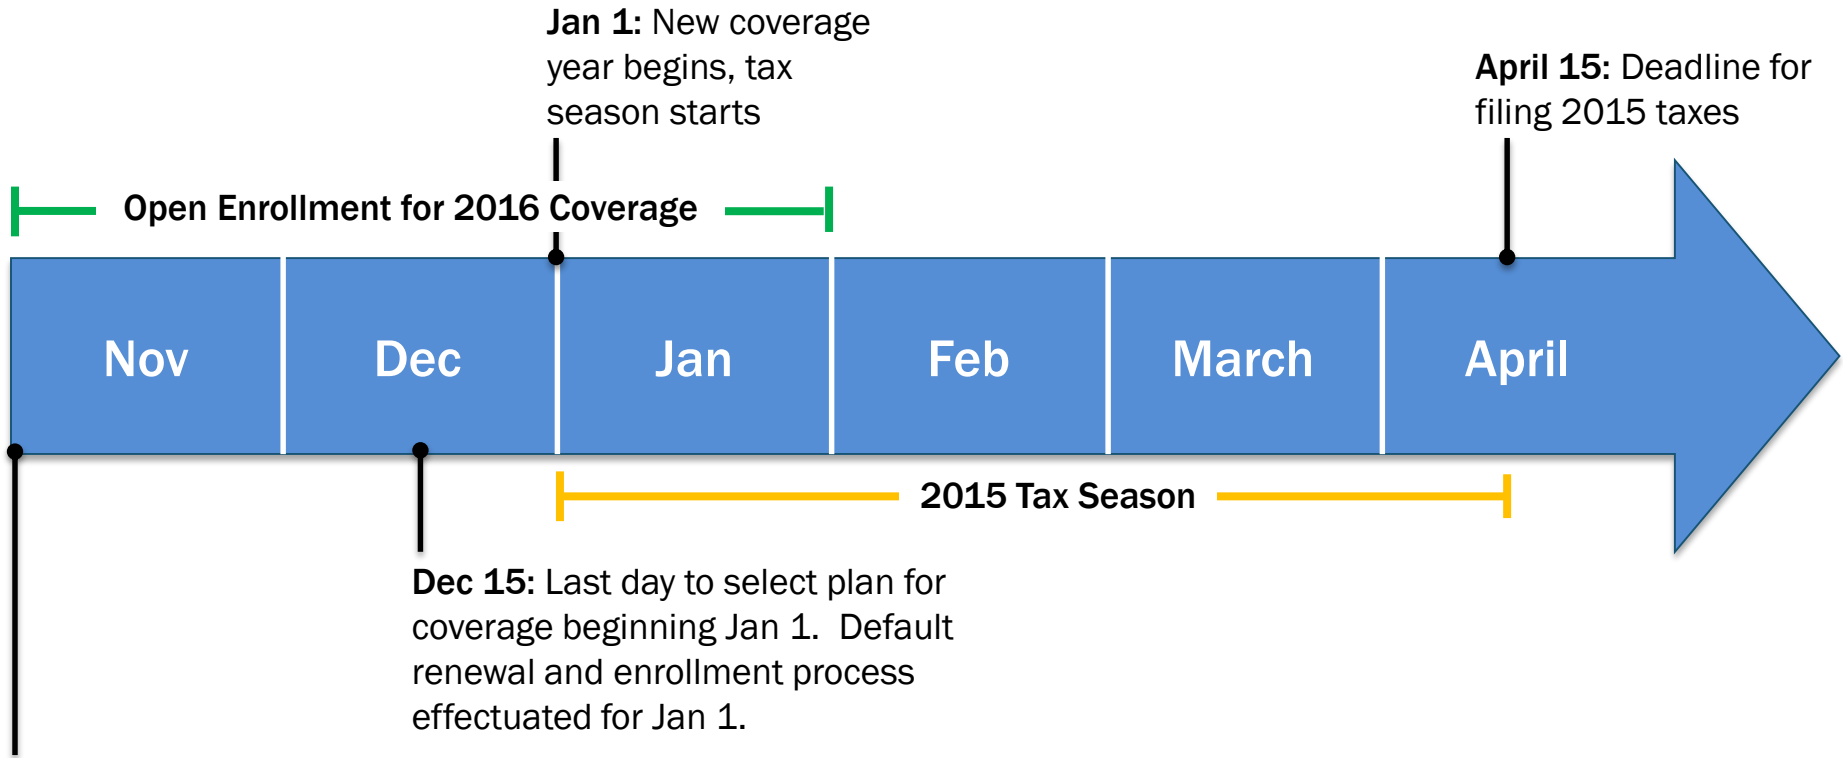 Jan 1: New coverage
year begins, tax
season starts
April 15: Deadline for
filing 2015 taxes
Open Enrollment for 2016 Coverage
Nov
Dec
Jan
Feb
March
April
2015 Tax Season
Dec 15: Last day to select plan for
coverage beginning Jan 1.  Default
renewal and enrollment process
effectuated for Jan 1.